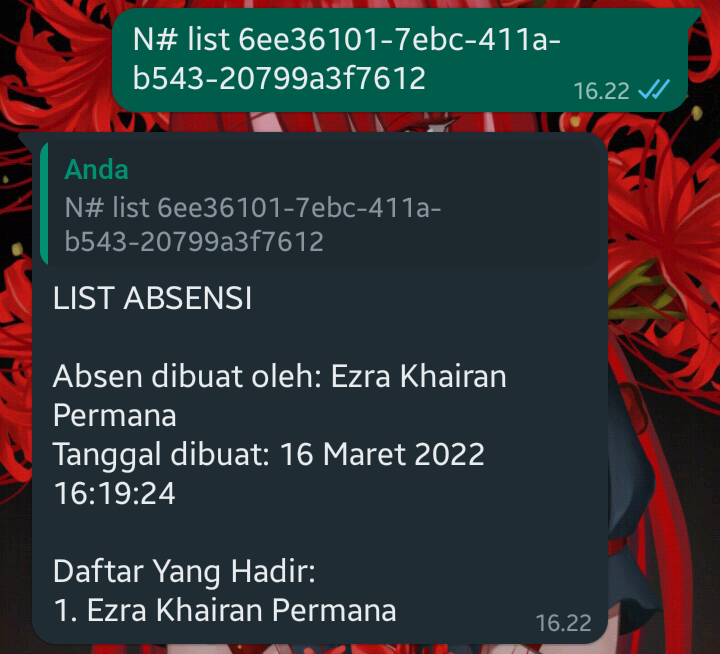 N# list 6ee36101-7ebc-411a-
b543-20799a3f7612
16.22
Anda
N# list 6ee36101-7ebc-411a-
b543-20799a3f7612
LIST ABSENSI
Absen dibuat oleh: Ezra Khairan
Permana
Tanggal dibuat: 16 Maret 2022
16:19:24
Daftar Yang Hadir:
1. Ezra Khairan Permana
16.22